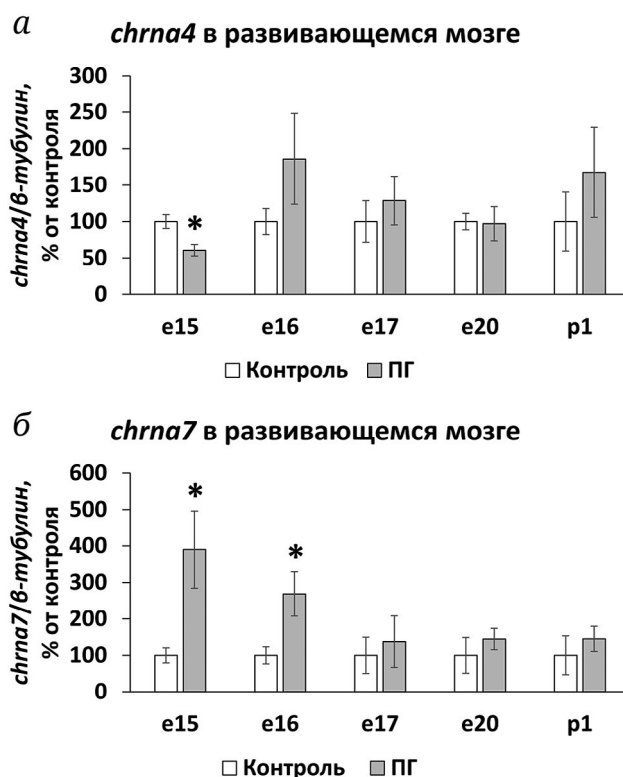 а
chrna4 в развивающемся мозге
chrna4/β-тубулин,
% от контроля
300
250
200
150
100
50
0
*
e15 e16 e17 e20 p1
Контроль ПГ
б
chrna7 в развивающемся мозге
chrna7/β-тубулин,
% от контроля
600
500
400
300
200
100
0
* *
e15 e16 e17 e20 p1
Контроль ПГ